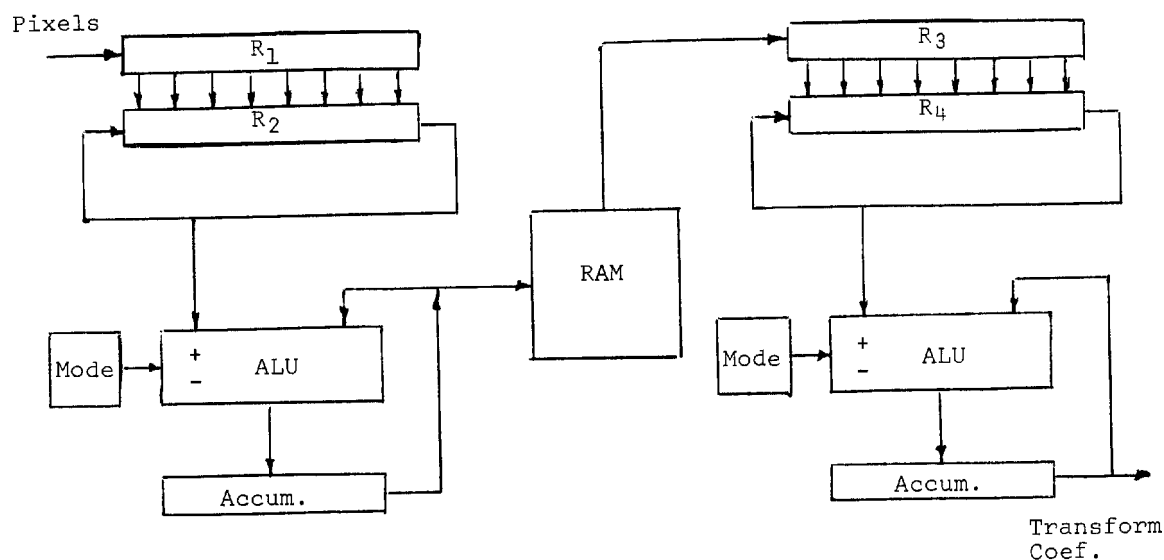 Pixels
R1
R2
R3
R4
RAM
Mode
+
−
ALU
Accum.
Mode
+
−
ALU
Accum.
Transform
Coef.